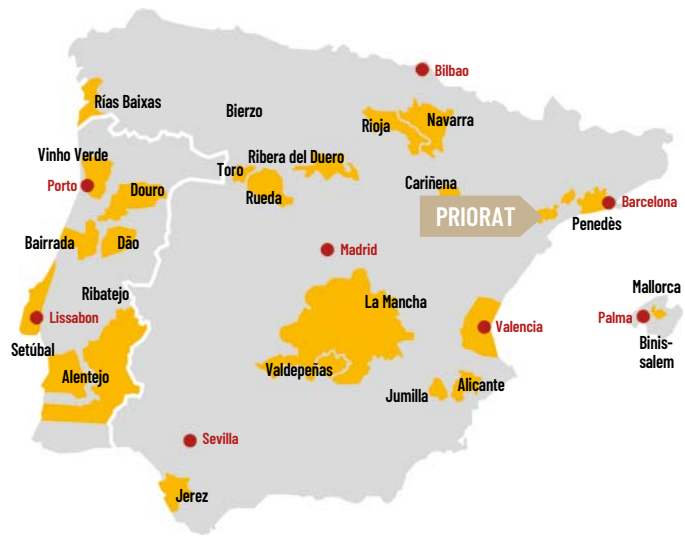 Bilbao
Rías Baixas
Bierzo
Rioja
Navarra
Vinho Verde
Ribera del Duero
Toro
Porto
Douro
Rueda
Cariñena
PRIORAT
Barcelona
Penedès
Bairrada
Dão
Madrid
Ribatejo
La Mancha
Mallorca
Lissabon
Valencia
Palma
Setúbal
Binis-
salem
Valdepeñas
Alentejo
Jumilla
Alicante
Sevilla
Jerez